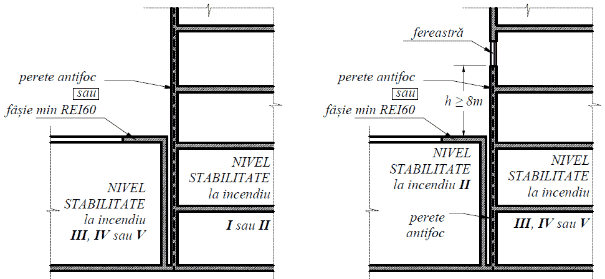 perete antifoc
sau
fâșie min REI60
NIVEL
STABILITATE
la incendiu
III, IV sau V
NIVEL
STABILITATE
la incendiu
I sau II
fereastră
perete antifoc
sau
fâșie min REI60
h ≥ 8m
NIVEL
STABILITATE
la incendiu II
perete
antifoc
NIVEL
STABILITATE
la incendiu
III, IV sau V